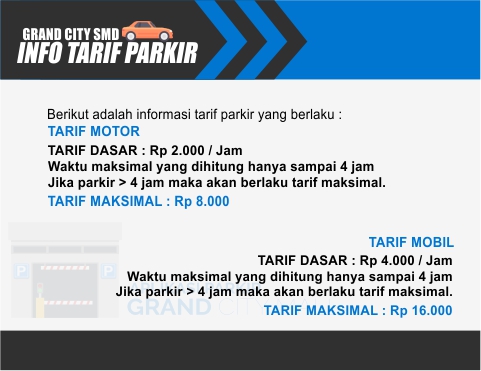 GRAND CITY SMD
INFO TARIF PARKIR
Berikut adalah informasi tarif parkir yang berlaku :
TARIF MOTOR
TARIF DASAR : Rp 2.000 / Jam
Waktu maksimal yang dihitung hanya sampai 4 jam
Jika parkir > 4 jam maka akan berlaku tarif maksimal.
TARIF MAKSIMAL : Rp 8.000
TARIF MOBIL
TARIF DASAR : Rp 4.000 / Jam
Waktu maksimal yang dihitung hanya sampai 4 jam
Jika parkir > 4 jam maka akan berlaku tarif maksimal.
TARIF MAKSIMAL : Rp 16.000
P
P
GRAND CITY